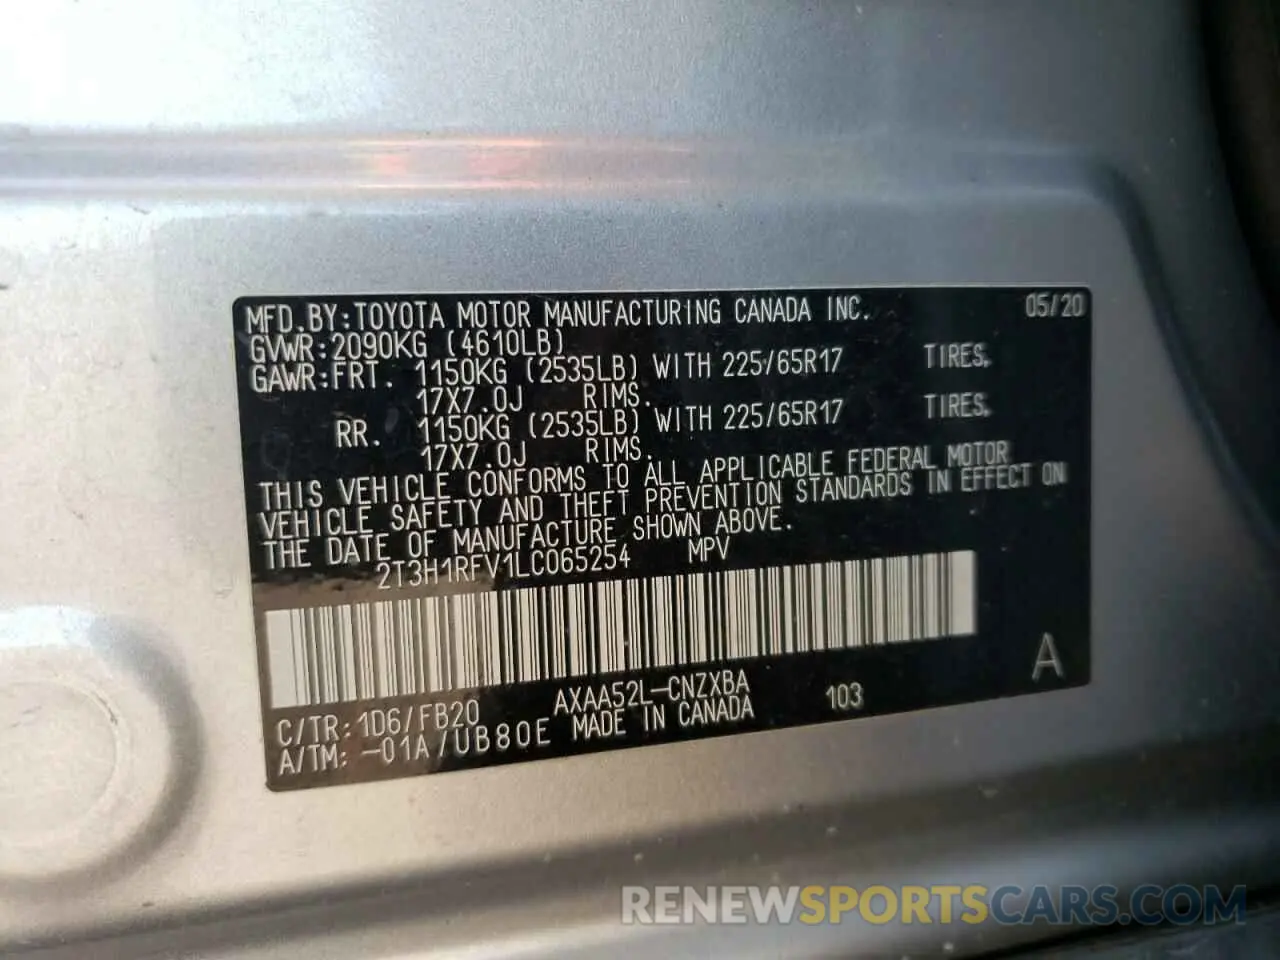 MFD.BY:TOYOTA MOTOR MANUFACTURING CANADA INC. 05/20
GVWR:2090KG (4610LB)
GAWR:FRT. 1150KG (2535LB) WITH 225/65R17 TIRES,
17X7.0J RIMS.
RR. 1150KG (2535LB) WITH 225/65R17 TIRES,
17X7.0J RIMS.
THIS VEHICLE CONFORMS TO ALL APPLICABLE FEDERAL MOTOR
VEHICLE SAFETY AND THEFT PREVENTION STANDARDS IN EFFECT ON
THE DATE OF MANUFACTURE SHOWN ABOVE.
2T3H1RFV1LC065254 MPV
AXAA52L-CNZXBA 103 A
C/TR:1D6/FB20 MADE IN CANADA
A/TM:-01A/UB80E
RENEWSPORTSCARS.COM